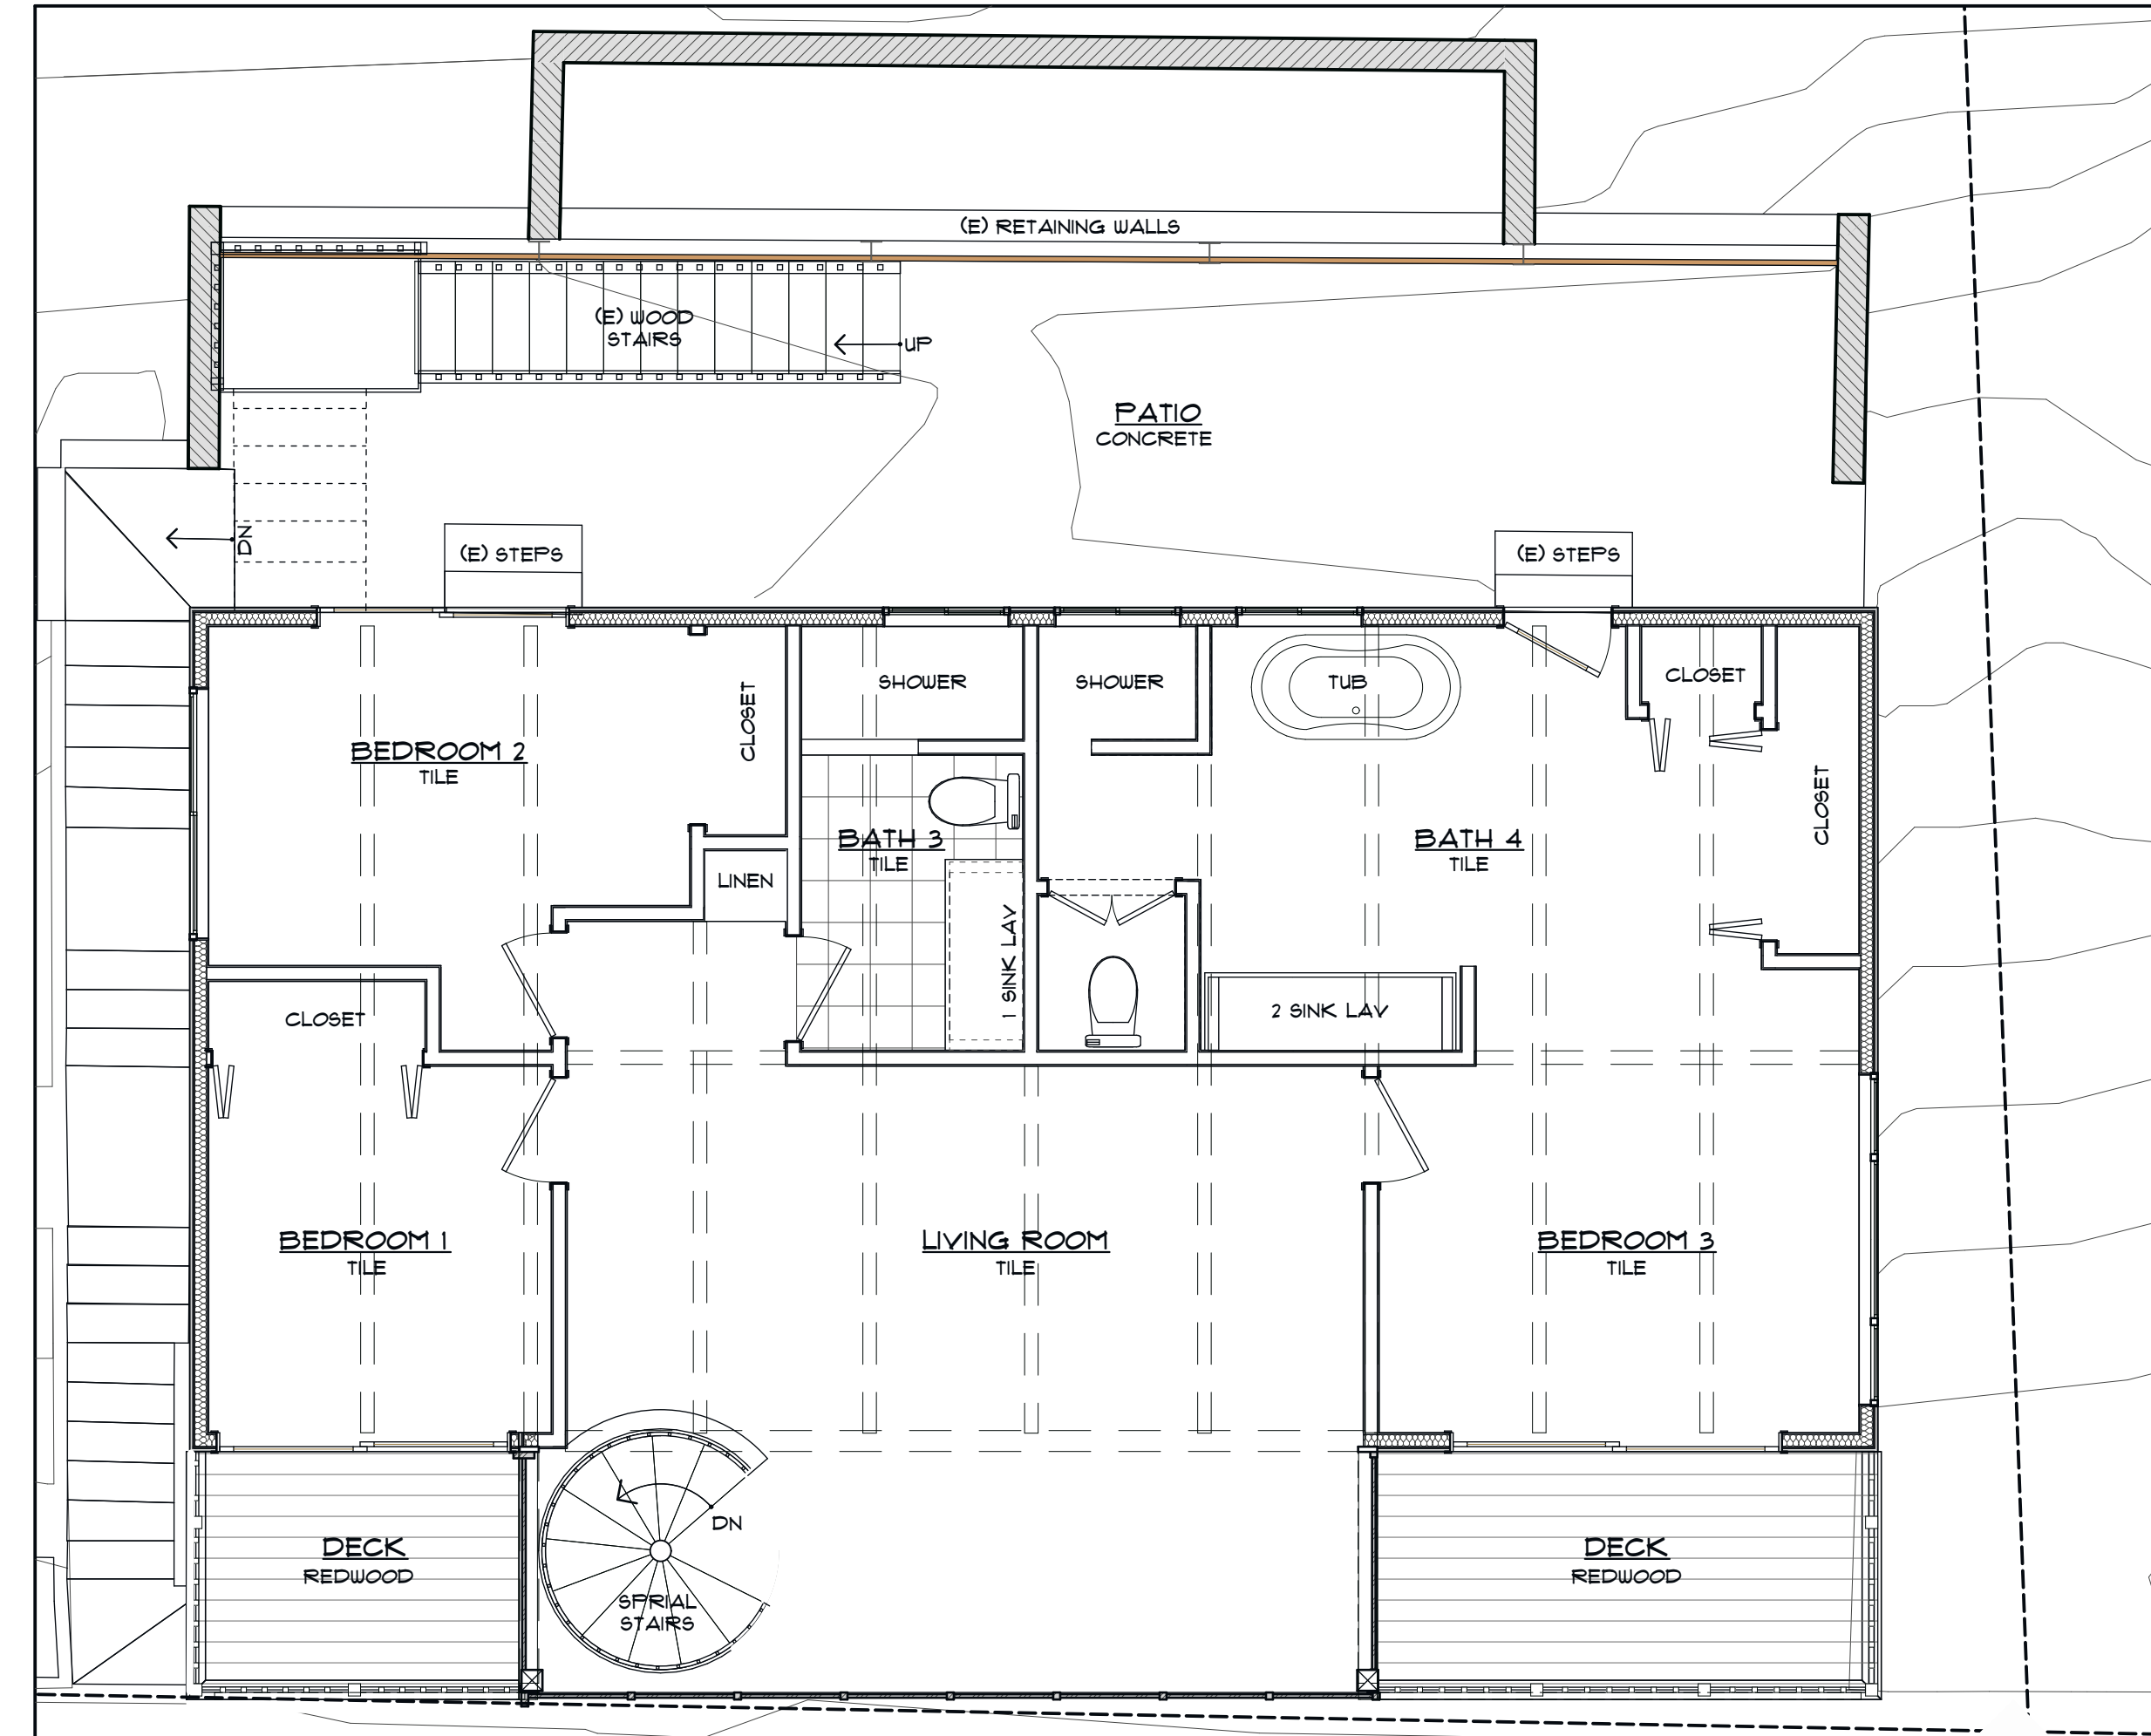 (E) RETAINING WALLS
(E) WOOD
STAIRS
UP
PATIO
CONCRETE
DN
(E) STEPS
(E) STEPS
SHOWER
SHOWER
TUB
CLOSET
CLOSET
BEDROOM 2
TILE
CLOSET
BATH 3
TILE
BATH 4
TILE
LINEN
1 SINK LAV
2 SINK LAV
CLOSET
BEDROOM 1
TILE
LIVING ROOM
TILE
BEDROOM 3
TILE
DN
DECK
REDWOOD
SPRIAL
STAIRS
DECK
REDWOOD